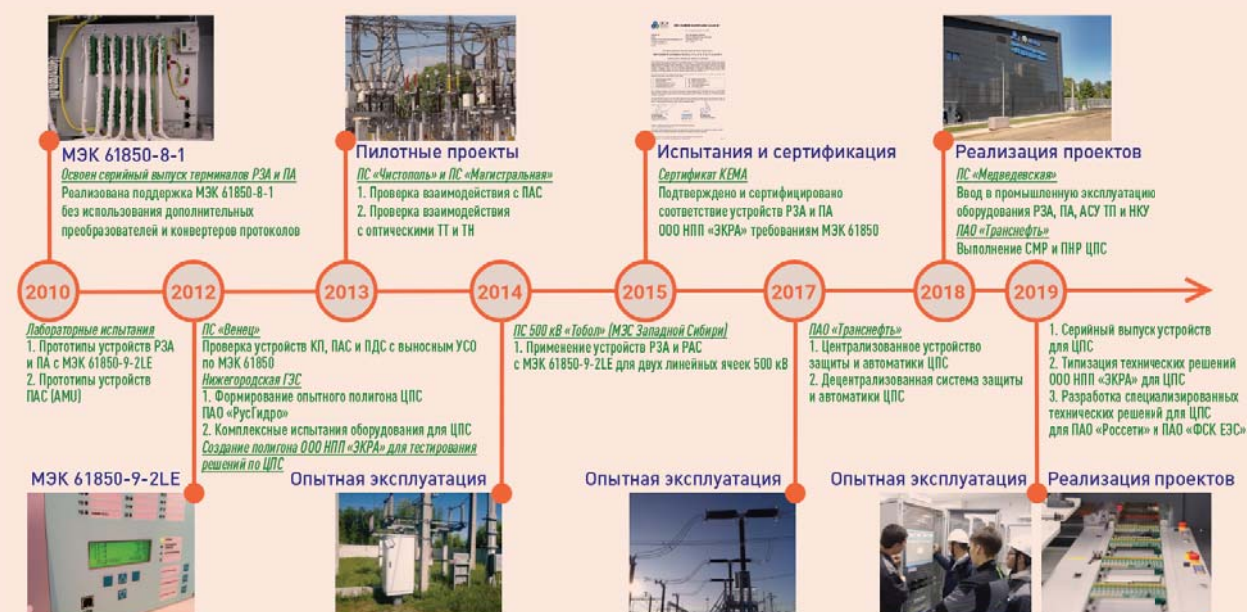 МЭК 61850-8-1
Освоен серийный выпуск терминалов РЗА и ПА
Реализована поддержка МЭК 61850-8-1
без использования дополнительных
преобразователей и конвертеров протоколов
Пилотные проекты
ПС «Чистополь» и ПС «Магистральная»
1. Проверка взаимодействия с ПАС
2. Проверка взаимодействия
с оптическими ТТ и ТН
Испытания и сертификация
Сертификат КЕМА
Подтверждено и сертифицировано
соответствие устройств РЗА и ПА
ООО НПП «ЭКРА» требованиям МЭК 61850
Реализация проектов
ПС «Медведевская»
Ввод в промышленную эксплуатацию
оборудования РЗА, ПА, АСУ ТП и НКУ
ПАО «Транснефть»
Выполнение СМР и ПНР ЦПС
2010
2012
2013
2014
2015
2017
2018
2019
Лабораторные испытания
1. Прототипы устройств РЗА
и ПА с МЭК 61850-9-2LE
2. Прототипы устройств
ПАС (AMU)
ПС «Венец»
Проверка устройств КП, ПАС и ПДС с выносным УСО
по МЭК 61850
Нижегородская ГЭС
1. Формирование опытного полигона ЦПС
ПАО «РусГидро»
2. Комплексные испытания оборудования для ЦПС
Создание полигона ООО НПП «ЭКРА» для тестирования
решений по ЦПС
ПС 500 кВ «Тобол» (МЭС Западной Сибири)
1. Применение устройств РЗА и РАС
с МЭК 61850-9-2LE для двух линейных ячеек 500 кВ
ПАО «Транснефть»
1. Централизованное устройство
защиты и автоматики ЦПС
2. Децентрализованная система защиты
и автоматики ЦПС
1. Серийный выпуск устройств
для ЦПС
2. Типизация технических решений
ООО НПП «ЭКРА» для ЦПС
3. Разработка специализированных
технических решений для ЦПС
для ПАО «Россети» и ПАО «ФСК ЕЭС»
МЭК 61850-9-2LE
Опытная эксплуатация
Опытная эксплуатация
Опытная эксплуатация
Реализация проектов